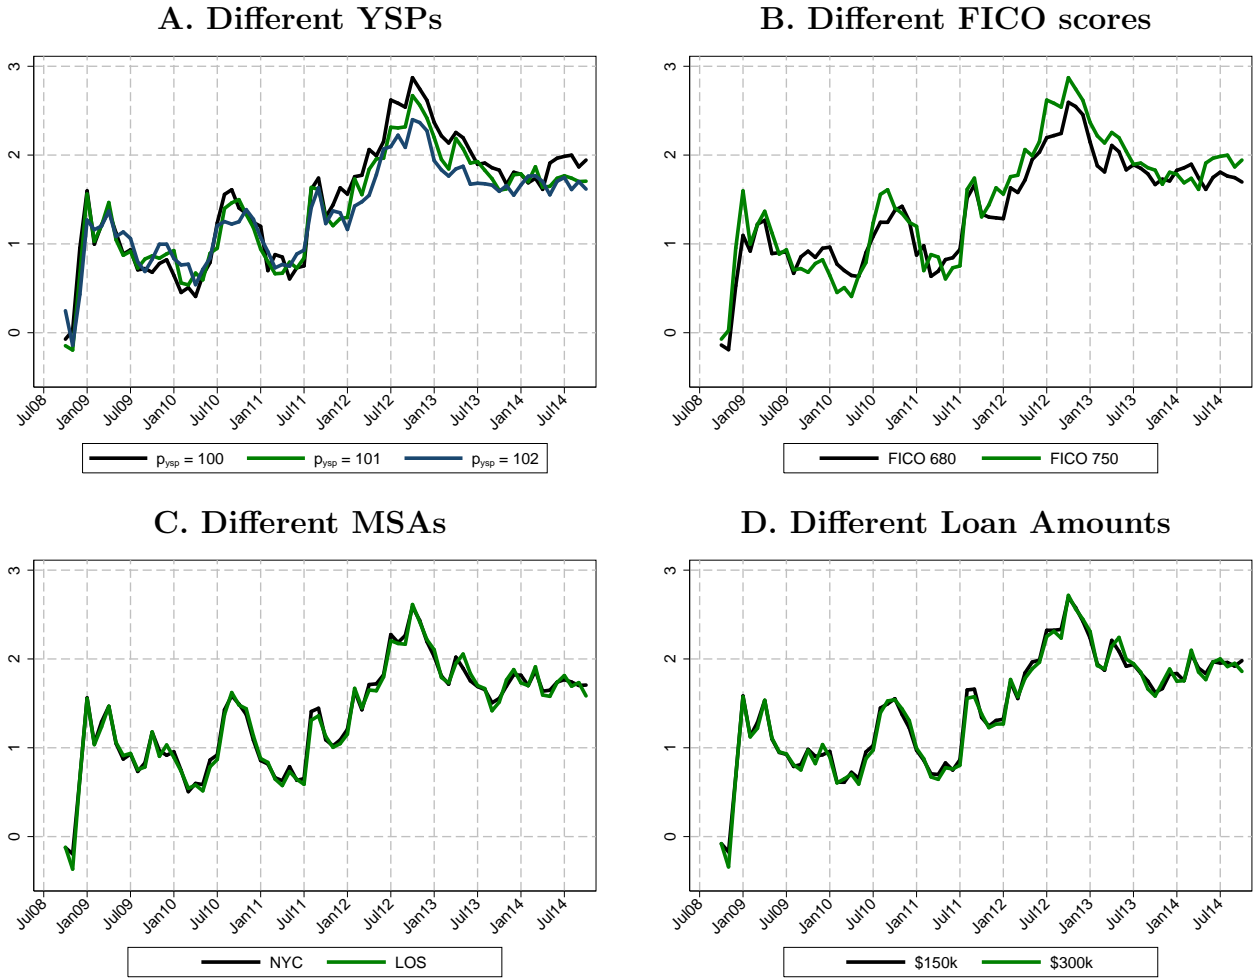 A. Different YSPs
3
2
1
0
Jul08 Jan09 Jul09 Jan10 Jul10 Jan11 Jul11 Jan12 Jul12 Jan13 Jul13 Jan14 Jul14
pysp = 100 pysp = 101 pysp = 102
B. Different FICO scores
3
2
1
0
Jul08 Jan09 Jul09 Jan10 Jul10 Jan11 Jul11 Jan12 Jul12 Jan13 Jul13 Jan14 Jul14
FICO 680 FICO 750
C. Different MSAs
3
2
1
0
Jul08 Jan09 Jul09 Jan10 Jul10 Jan11 Jul11 Jan12 Jul12 Jan13 Jul13 Jan14 Jul14
NYC LOS
D. Different Loan Amounts
3
2
1
0
Jul08 Jan09 Jul09 Jan10 Jul10 Jan11 Jul11 Jan12 Jul12 Jan13 Jul13 Jan14 Jul14
$150k $300k